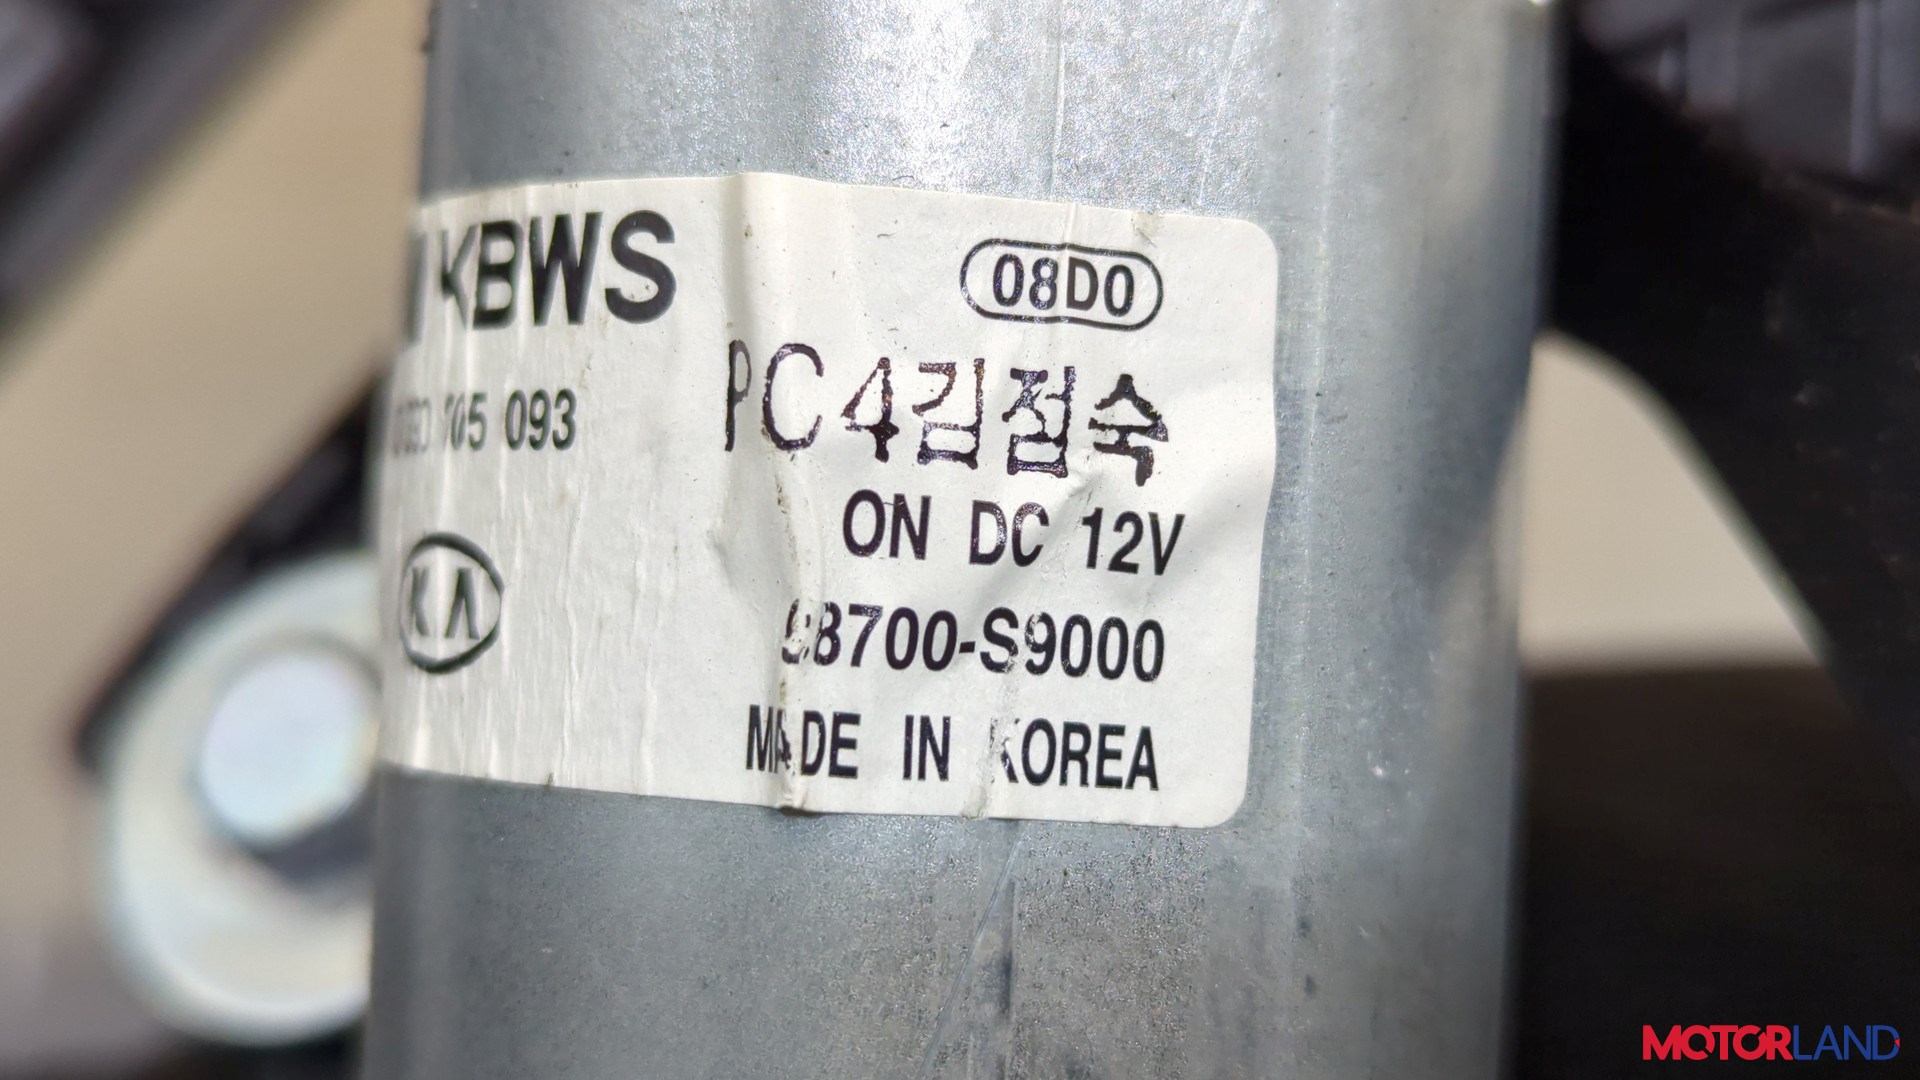 KBWS
08D0
705 093
PC4김점숙
ON DC 12V
98700-S9000
MADE IN KOREA
KIA
MOTORLAND